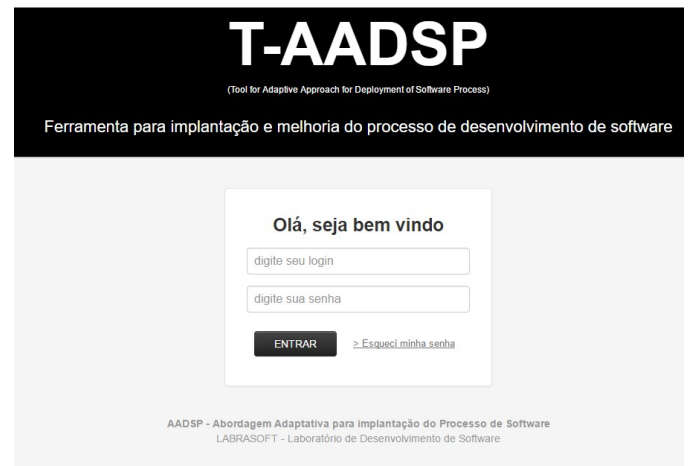 T-AADSP
(Tool for Adaptive Approach for Deployment of Software Process)
Ferramenta para implantação e melhoria do processo de desenvolvimento de software
Olá, seja bem vindo
digite seu login
digite sua senha
ENTRAR > Esqueci minha senha
AADSP - Abordagem Adaptativa para implantação do Processo de Software
LABRASOFT - Laboratório de Desenvolvimento de Software